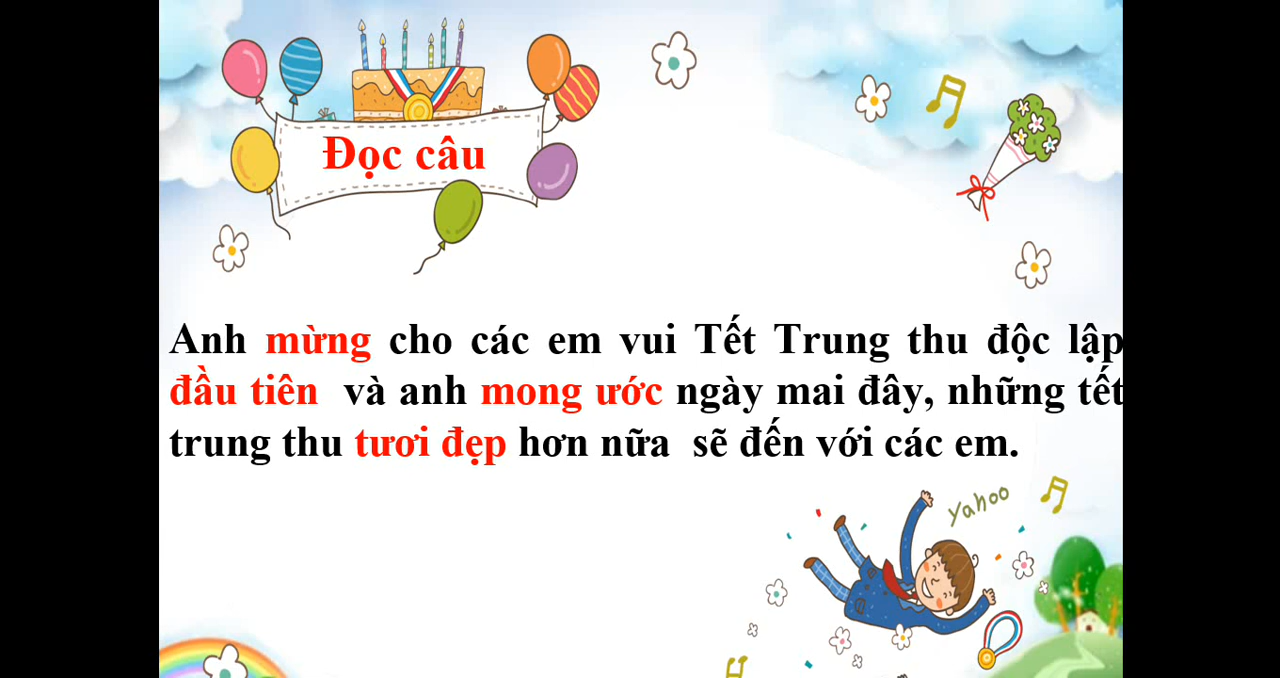 Đọc câu
Anh mừng cho các em vui Tết Trung thu độc lập
đầu tiên và anh mong ước ngày mai đây, những tết
trung thu tươi đẹp hơn nữa sẽ đến với các em.
yahoo